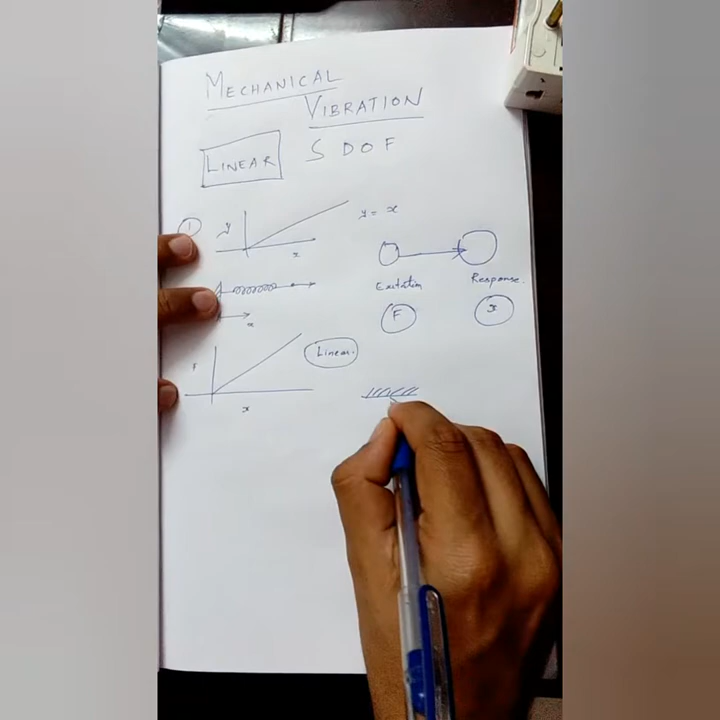 MECHANICAL
VIBRATION
LINEAR SDOF
1
y
x
y = x
Excitation Response.
F x
x
F
x
Linear.